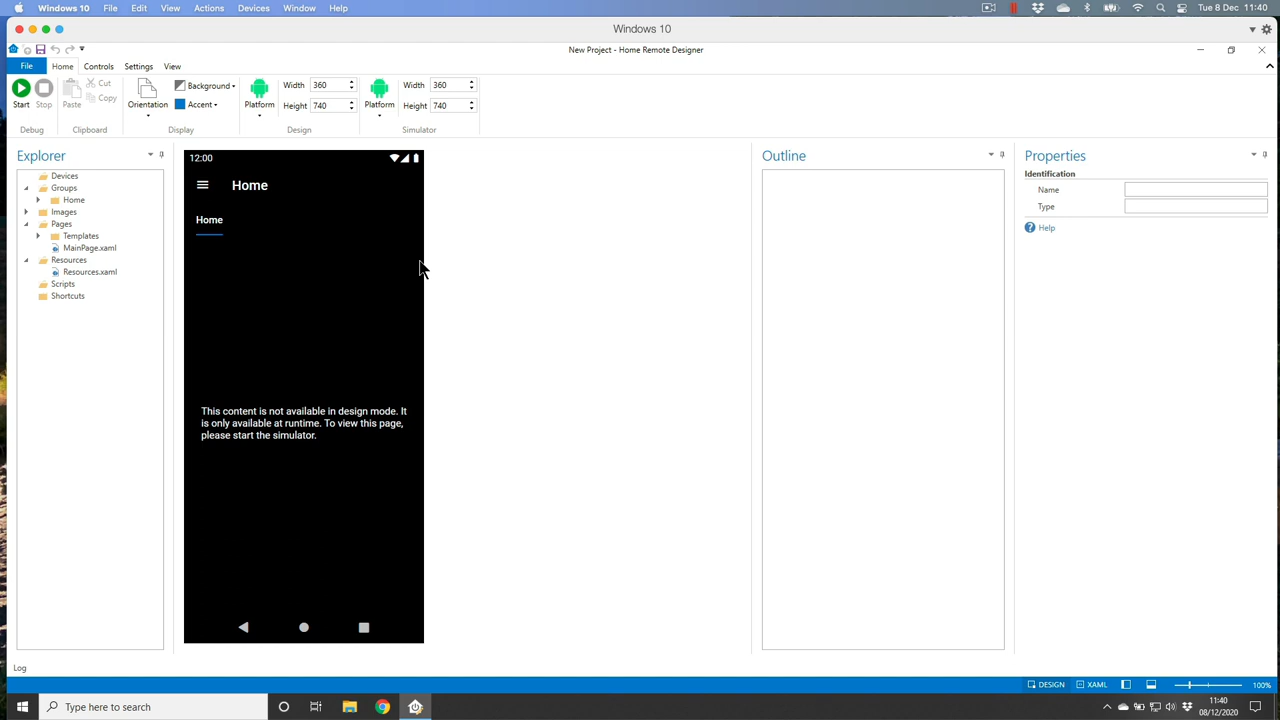 Windows 10 File Edit View Actions Devices Window Help Tue 8 Dec 11:40
Windows 10
New Project - Home Remote Designer
File Home Controls Settings View
Start Stop Paste Cut Copy Orientation Background Accent Platform Width 360 Height 740 Platform Width 360 Height 740
Debug Clipboard Display Design Simulator
Explorer
Devices
Groups
Home
Images
Pages
Templates
MainPage.xaml
Resources
Resources.xaml
Scripts
Shortcuts
12:00
Home
Home
This content is not available in design mode. It
is only available at runtime. To view this page,
please start the simulator.
Outline
Properties
Identification
Name
Type
Help
Log
DESIGN XAML 100%
Type here to search
11:40
08/12/2020